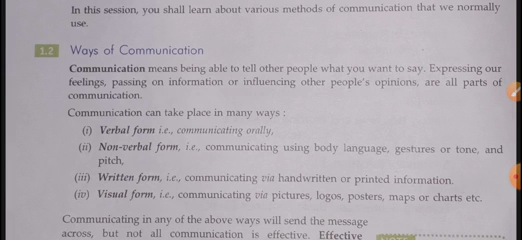 In this session, you shall learn about various methods of communication that we normally
use.
1.2 Ways of Communication
Communication means being able to tell other people what you want to say. Expressing our
feelings, passing on information or influencing other people's opinions, are all parts of
communication.
Communication can take place in many ways :
(i) Verbal form i.e., communicating orally,
(ii) Non-verbal form, i.e., communicating using body language, gestures or tone, and
pitch,
(iii) Written form, i.e., communicating via handwritten or printed information.
(iv) Visual form, i.e., communicating via pictures, logos, posters, maps or charts etc.
Communicating in any of the above ways will send the message
across, but not all communication is effective. Effective